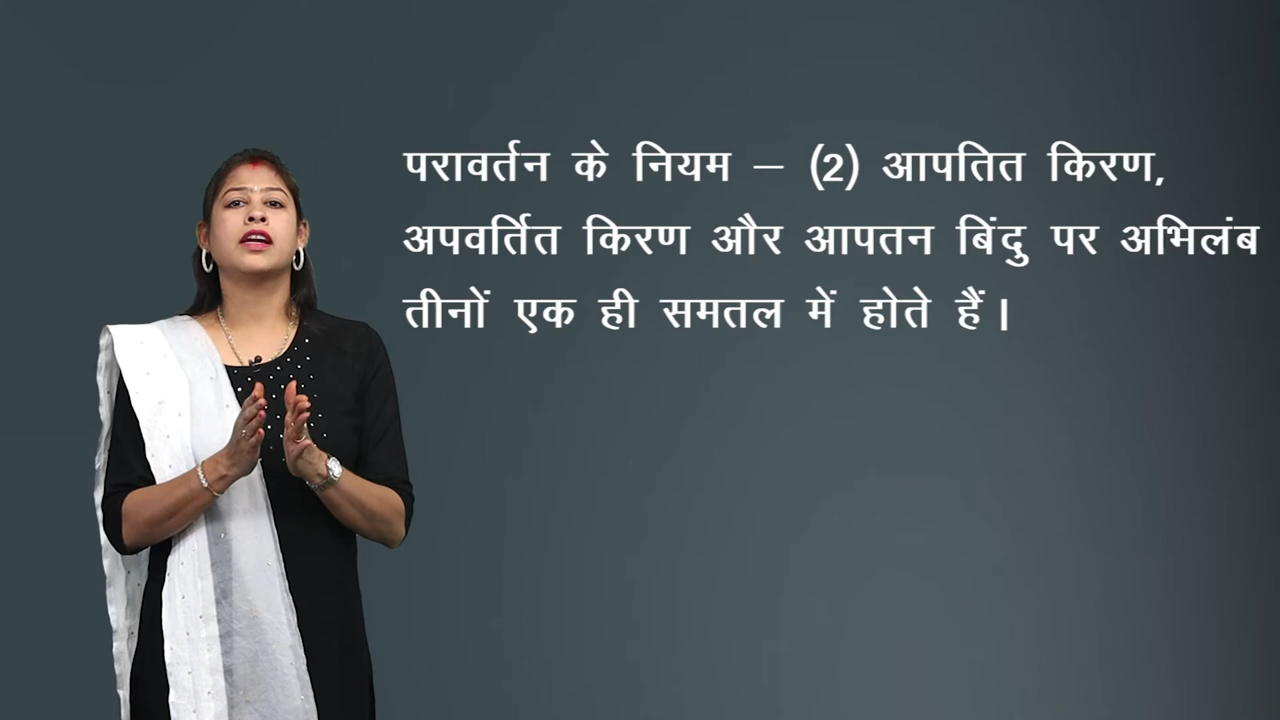 परावर्तन के नियम – (2) आपतित किरण,
अपवर्तित किरण और आपतन बिंदु पर अभिलंब
तीनों एक ही समतल में होते हैं।